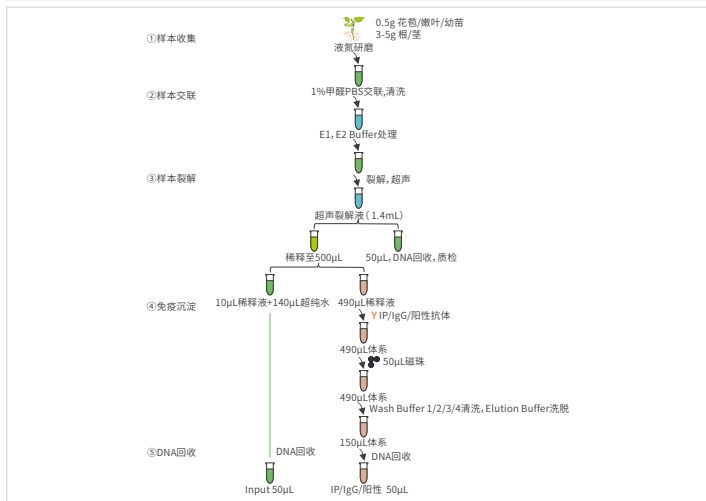 0.5g 花苞/嫩叶/幼苗
3-5g 根/茎
①样本收集
液氮研磨
②样本交联
1%甲醛PBS交联,清洗
E1，E2 Buffer处理
③样本裂解
裂解，超声
超声裂解液（1.4mL）
稀释至500μL
50μL，DNA回收，质检
④免疫沉淀
10μL稀释液+140μL超纯水
490μL稀释液
Y IP/IgG/阳性抗体
490μL体系
50μL磁珠
490μL体系
Wash Buffer 1/2/3/4清洗，Elution Buffer洗脱
150μL体系
⑤DNA回收
DNA回收
DNA回收
Input 50μL
IP/IgG/阳性 50μL